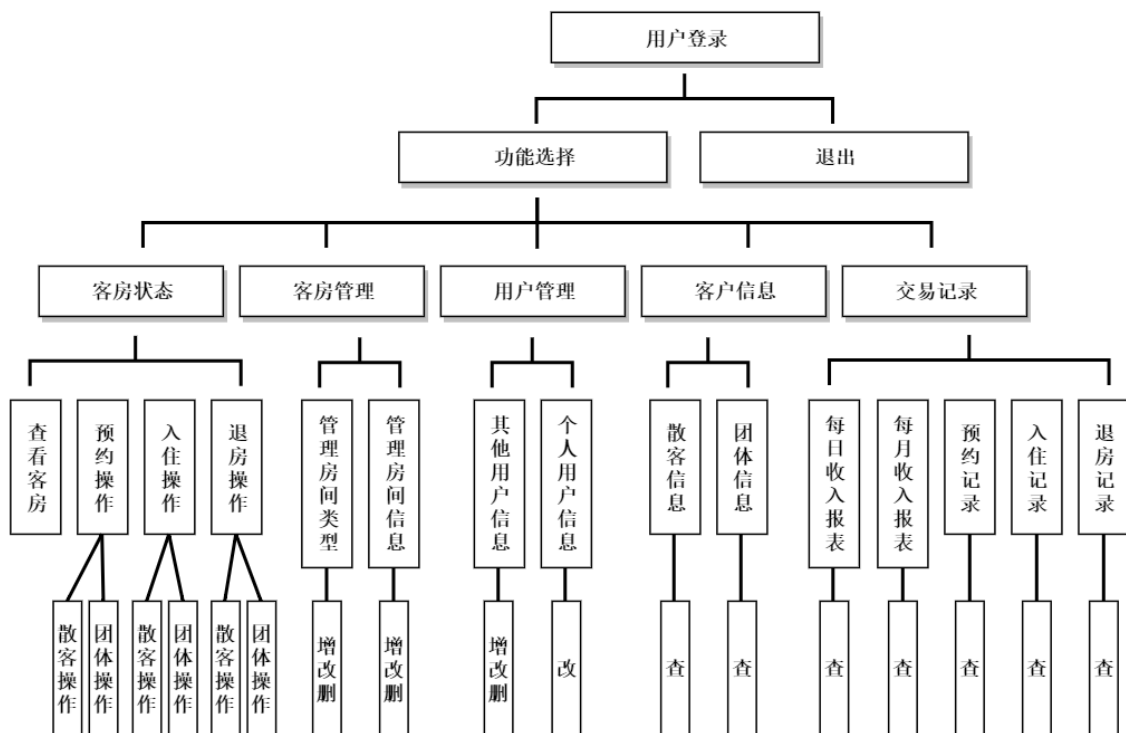 用户登录
功能选择
退出
客房状态
客房管理
用户管理
客户信息
交易记录
查看客房
预约操作
入住操作
退房操作
管理房间类型
管理房间信息
其他用户信息
个人用户信息
散客信息
团体信息
每日收入报表
每月收入报表
预约记录
入住记录
退房记录
散客操作
团体操作
散客操作
团体操作
散客操作
团体操作
增改删
增改删
增改删
改
查
查
查
查
查
查
查